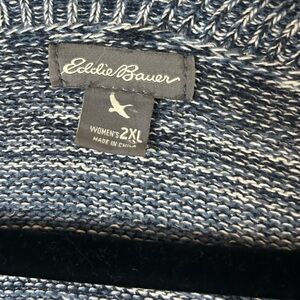 Eddie Bauer
WOMEN'S 2XL
MADE IN CHINA